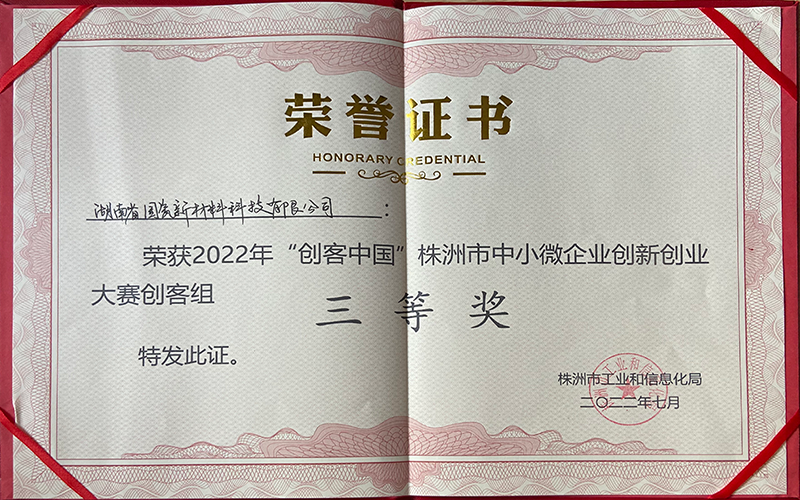 荣誉证书
HONORARY CREDENTIAL
湖南省国盛新材料科技有限公司:
荣获2022年“创客中国”株洲市中小微企业创新创业
大赛创客组
三等奖
特发此证。
株洲市工业和信息化局
二〇二二年七月